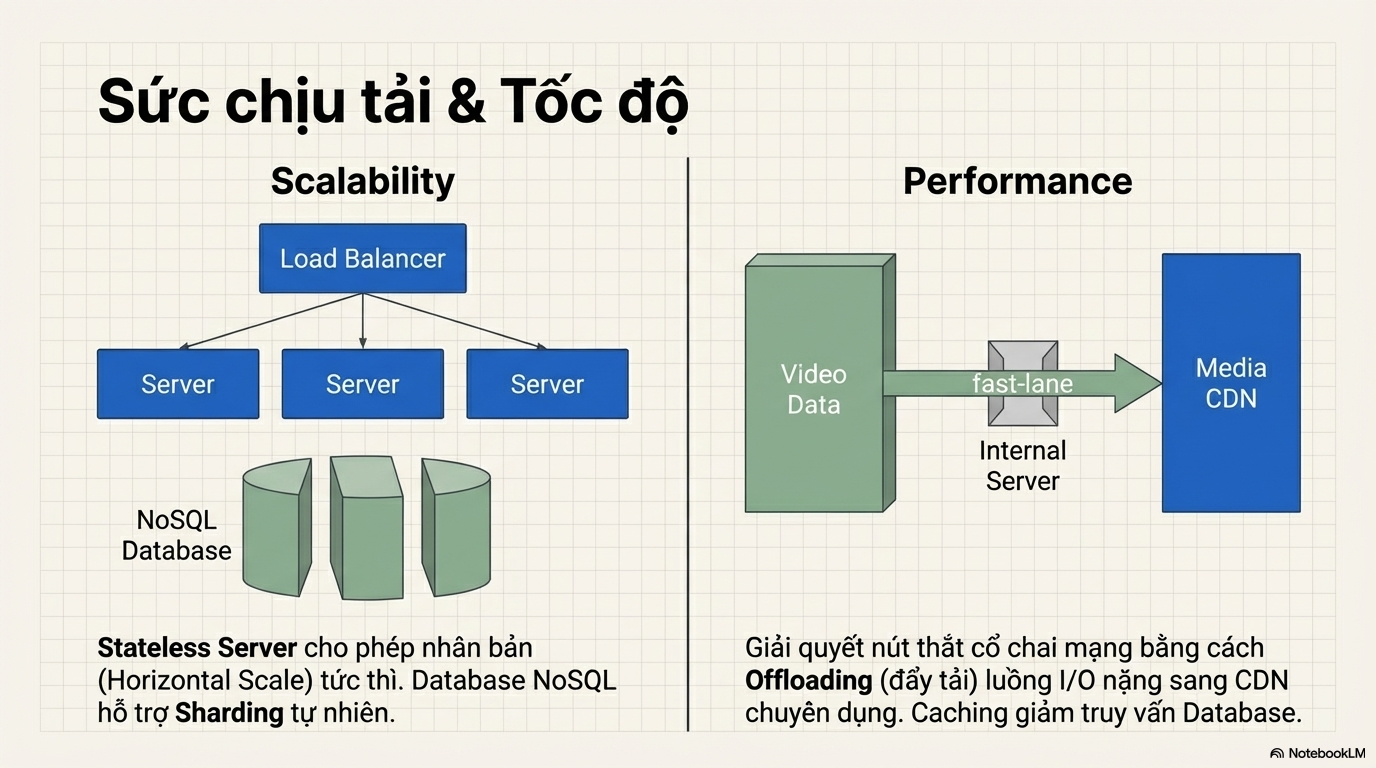 Sức chịu tải & Tốc độ
Scalability
Load Balancer
Server
Server
Server
NoSQL
Database
Stateless Server cho phép nhân bản
(Horizontal Scale) tức thì. Database NoSQL
hỗ trợ Sharding tự nhiên.
Performance
Video
Data
fast-lane
Internal
Server
Media
CDN
Giải quyết nút thắt cổ chai mạng bằng cách
Offloading (đẩy tải) luồng I/O nặng sang CDN
chuyên dụng. Caching giảm truy vấn Database.
NotebookLM